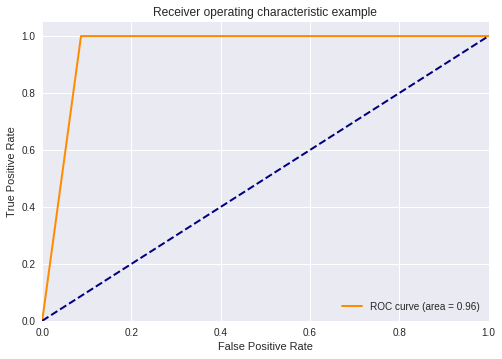 Receiver operating characteristic example
True Positive Rate
1.0
0.8
0.6
0.4
0.2
0.0
ROC curve (area = 0.96)
0.0 0.2 0.4 0.6 0.8 1.0
False Positive Rate